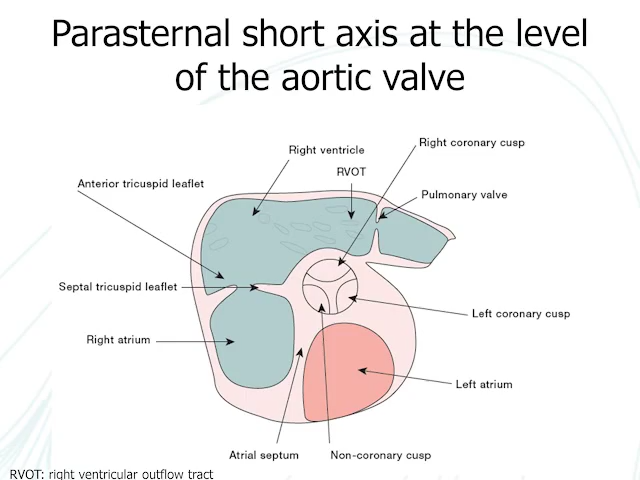 Parasternal short axis at the level
of the aortic valve
Right coronary cusp
Right ventricle
RVOT
Anterior tricuspid leaflet
Pulmonary valve
Septal tricuspid leaflet
Left coronary cusp
Right atrium
Left atrium
Atrial septum
Non-coronary cusp
RVOT: right ventricular outflow tract